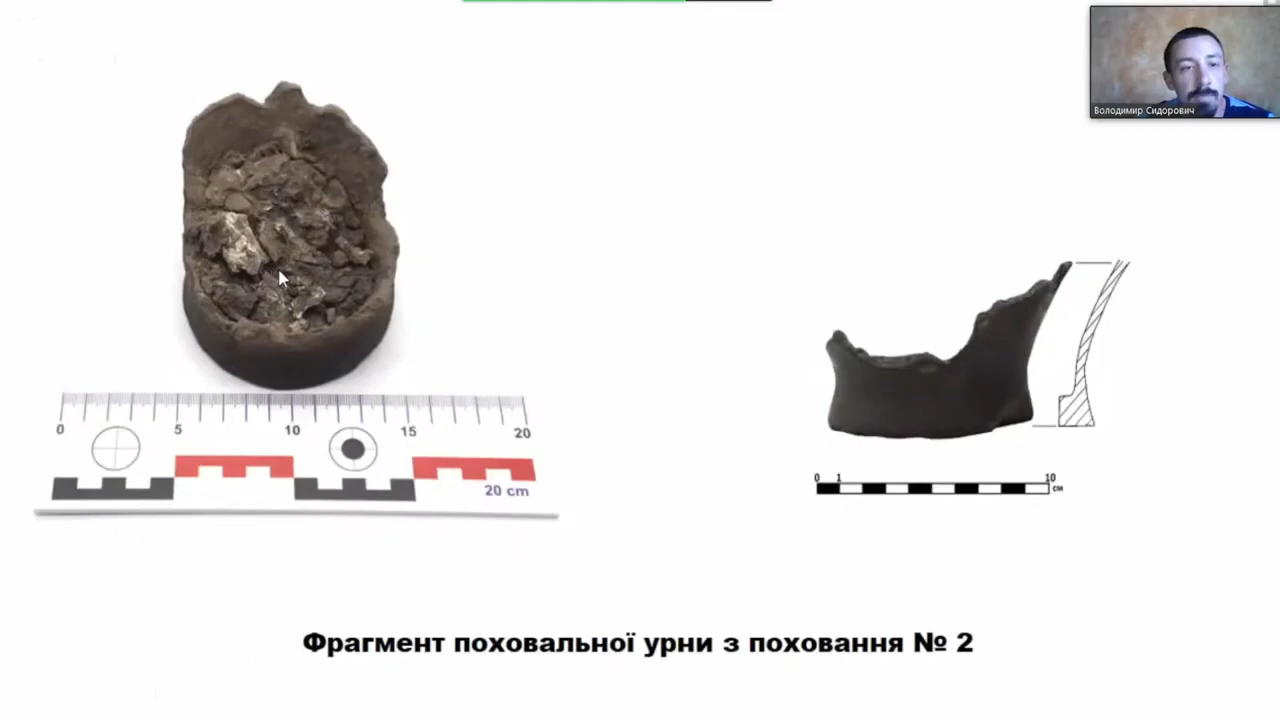 Володимир Сидорович
0 5 10 15 20
20 cm
0 1 10
см
Фрагмент поховальної урни з поховання № 2